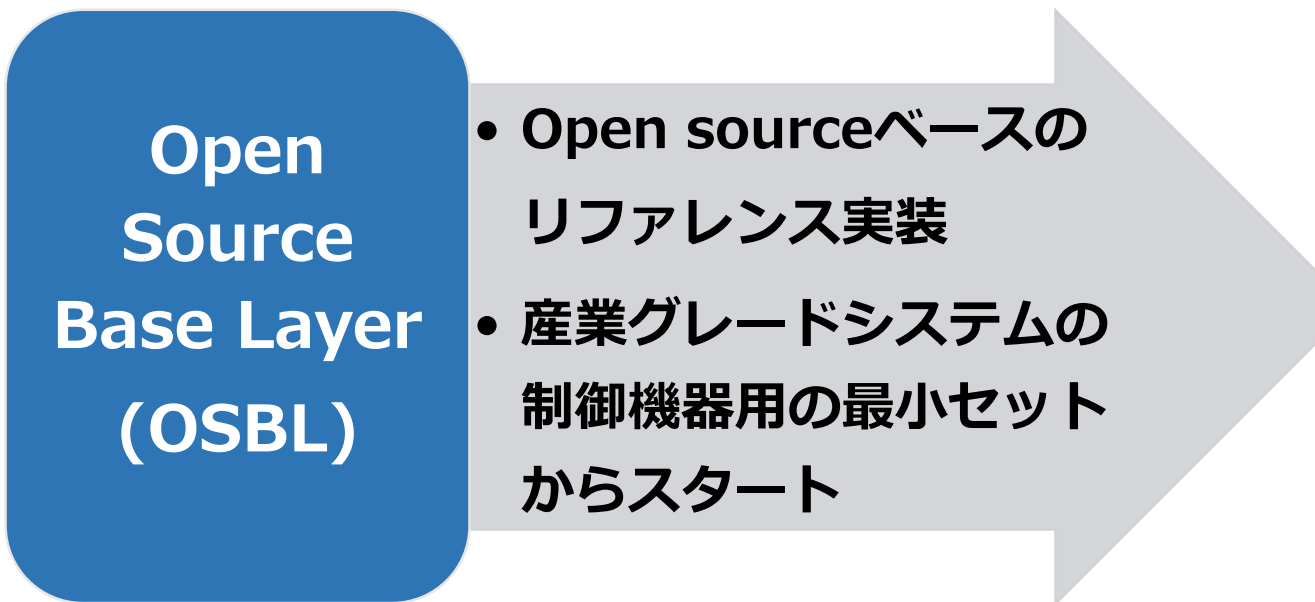 Open
Source
Base Layer
(OSBL)
• Open sourceベースの
リファレンス実装
• 産業グレードシステムの
制御機器用の最小セット
からスタート